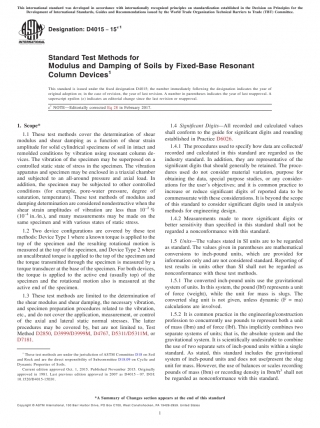 This international standard was developed in accordance with internationally recognized principles on standardization established in the Decision on Principles for the
Development of International Standards, Guides and Recommendations issued by the World Trade Organization Technical Barriers to Trade (TBT) Committee.
Designation: D4015 − 15´¹
Standard Test Methods for
Modulus and Damping of Soils by Fixed-Base Resonant
Column Devices¹
This standard is issued under the fixed designation D4015; the number immediately following the designation indicates the year of
original adoption or, in the case of revision, the year of last revision. A number in parentheses indicates the year of last reapproval. A
superscript epsilon (´) indicates an editorial change since the last revision or reapproval.
´¹ NOTE—Editorially corrected Eq 28 in February 2017.
1. Scope*
1.1 These test methods cover the determination of shear
modulus and shear damping as a function of shear strain
amplitude for solid cylindrical specimens of soil in intact and
remolded conditions by vibration using resonant column de-
vices. The vibration of the specimen may be superposed on a
controlled static state of stress in the specimen. The vibration
apparatus and specimen may be enclosed in a triaxial chamber
and subjected to an all-around pressure and axial load. In
addition, the specimen may be subjected to other controlled
conditions (for example, pore-water pressure, degree of
saturation, temperature). These test methods of modulus and
damping determination are considered nondestructive when the
shear strain amplitudes of vibration are less than 10⁻⁴ %
(10⁻⁶ in./in.), and many measurements may be made on the
same specimen and with various states of static stress.
1.2 Two device configurations are covered by these test
methods: Device Type 1 where a known torque is applied to the
top of the specimen and the resulting rotational motion is
measured at the top of the specimen, and Device Type 2 where
an uncalibrated torque is applied to the top of the specimen and
the torque transmitted through the specimen is measured by a
torque transducer at the base of the specimen. For both devices,
the torque is applied to the active end (usually top) of the
specimen and the rotational motion also is measured at the
active end of the specimen.
1.3 These test methods are limited to the determination of
the shear modulus and shear damping, the necessary vibration,
and specimen preparation procedures related to the vibration,
etc., and do not cover the application, measurement, or control
of the axial and lateral static normal stresses. The latter
procedures may be covered by, but are not limited to, Test
Method D2850, D3999/D3999M, D4767, D5311/D5311M, or
D7181.
¹ These test methods are under the jurisdiction of ASTM Committee D18 on Soil
and Rock and are the direct responsibility of Subcommittee D18.09 on Cyclic and
Dynamic Properties of Soils.
Current edition approved Oct. 1, 2015. Published November 2015. Originally
approved in 1981. Last previous edition approved in 2007 as D4015 – 07. DOI:
10.1520/D4015-15E01.
1.4 Significant Digits—All recorded and calculated values
shall conform to the guide for significant digits and rounding
established in Practice D6026.
1.4.1 The procedures used to specify how data are collected/
recorded and calculated in this standard are regarded as the
industry standard. In addition, they are representative of the
significant digits that should generally be retained. The proce-
dures used do not consider material variation, purpose for
obtaining the data, special purpose studies, or any consider-
ations for the user's objectives; and it is common practice to
increase or reduce significant digits of reported data to be
commensurate with these considerations. It is beyond the scope
of this standard to consider significant digits used in analysis
methods for engineering design.
1.4.2 Measurements made to more significant digits or
better sensitivity than specified in this standard shall not be
regarded a nonconformance with this standard.
1.5 Units—The values stated in SI units are to be regarded
as standard. The values given in parentheses are mathematical
conversions to inch-pound units, which are provided for
information only and are not considered standard. Reporting of
test results in units other than SI shall not be regarded as
nonconformance with these test methods.
1.5.1 The converted inch-pound units use the gravitational
system of units. In this system, the pound (lbf) represents a unit
of force (weight), while the unit for mass is slugs. The
converted slug unit is not given, unless dynamic (F = ma)
calculations are involved.
1.5.2 It is common practice in the engineering/construction
profession to concurrently use pounds to represent both a unit
of mass (lbm) and of force (lbf). This implicitly combines two
separate systems of units; that is, the absolute system and the
gravitational system. It is scientifically undesirable to combine
the use of two separate sets of inch-pound units within a single
standard. As stated, this standard includes the gravitational
system of inch-pound units and does not use/present the slug
unit for mass. However, the use of balances or scales recording
pounds of mass (lbm) or recording density in lbm/ft³ shall not
be regarded as nonconformance with this standard.
*A Summary of Changes section appears at the end of this standard
Copyright © ASTM International, 100 Barr Harbor Drive, PO Box C700, West Conshohocken, PA 19428-2959. United States
1